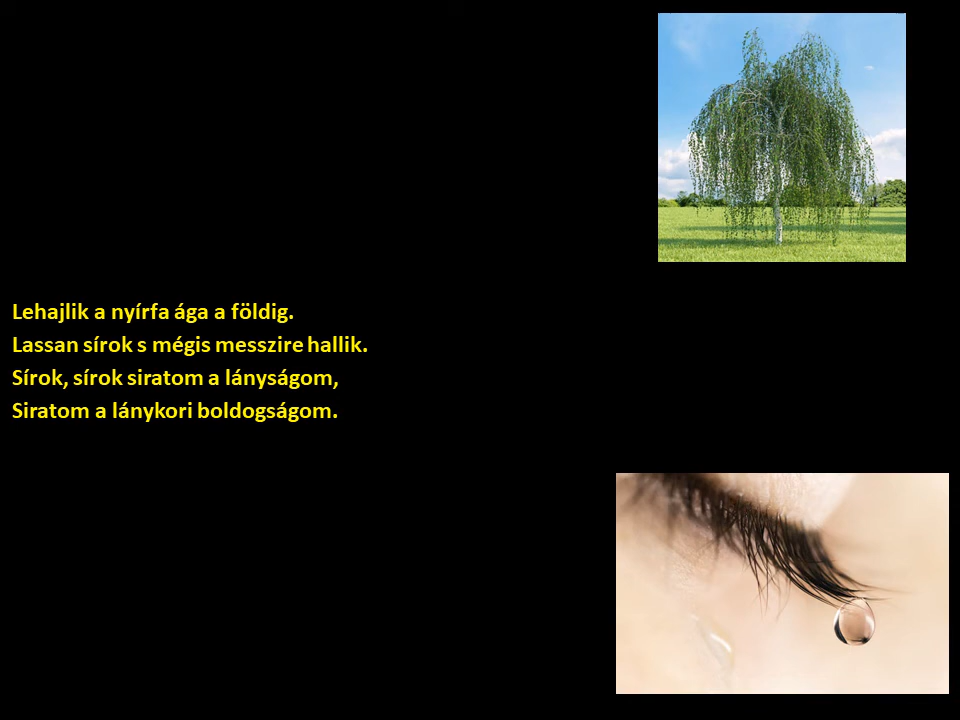 Lehajlik a nyírfa ága a földig.
Lassan sírok s mégis messzire hallik.
Sírok, sírok siratom a lányságom,
Siratom a lánykori boldogságom.